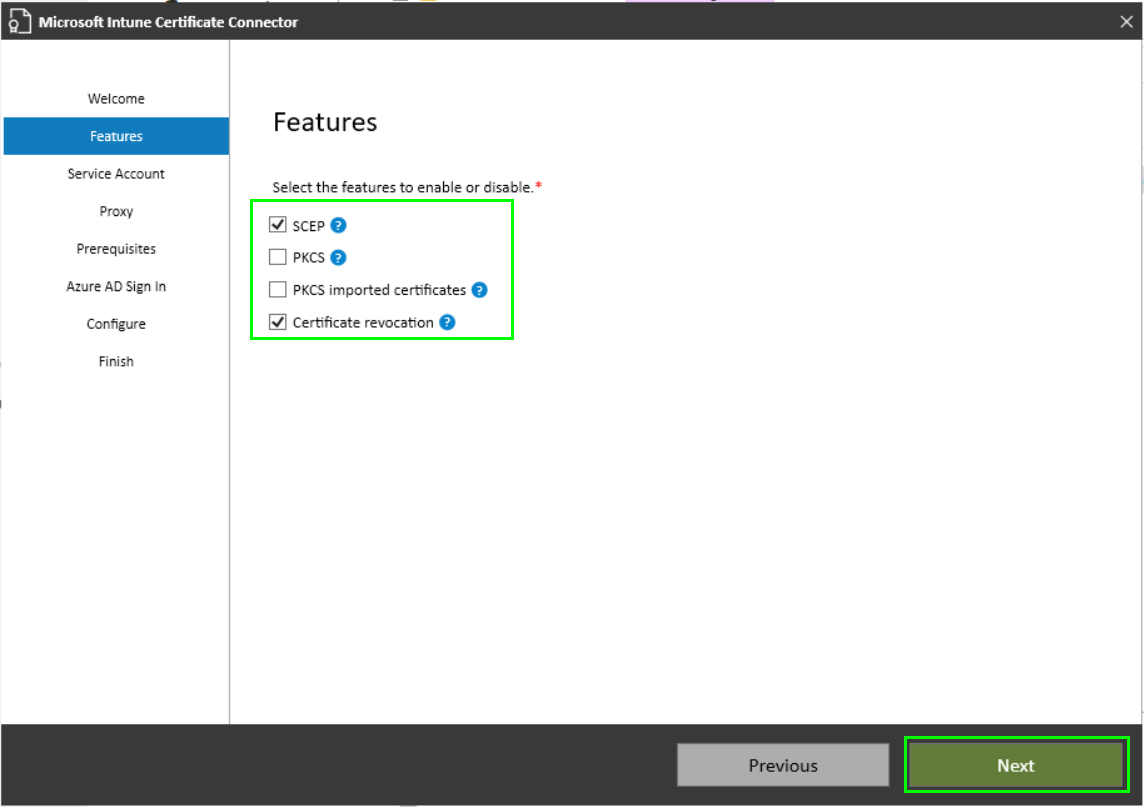 Microsoft Intune Certificate Connector
Welcome
Features
Service Account
Proxy
Prerequisites
Azure AD Sign In
Configure
Finish
Features
Select the features to enable or disable.*
SCEP ?
PKCS ?
PKCS imported certificates ?
Certificate revocation ?
Previous
Next